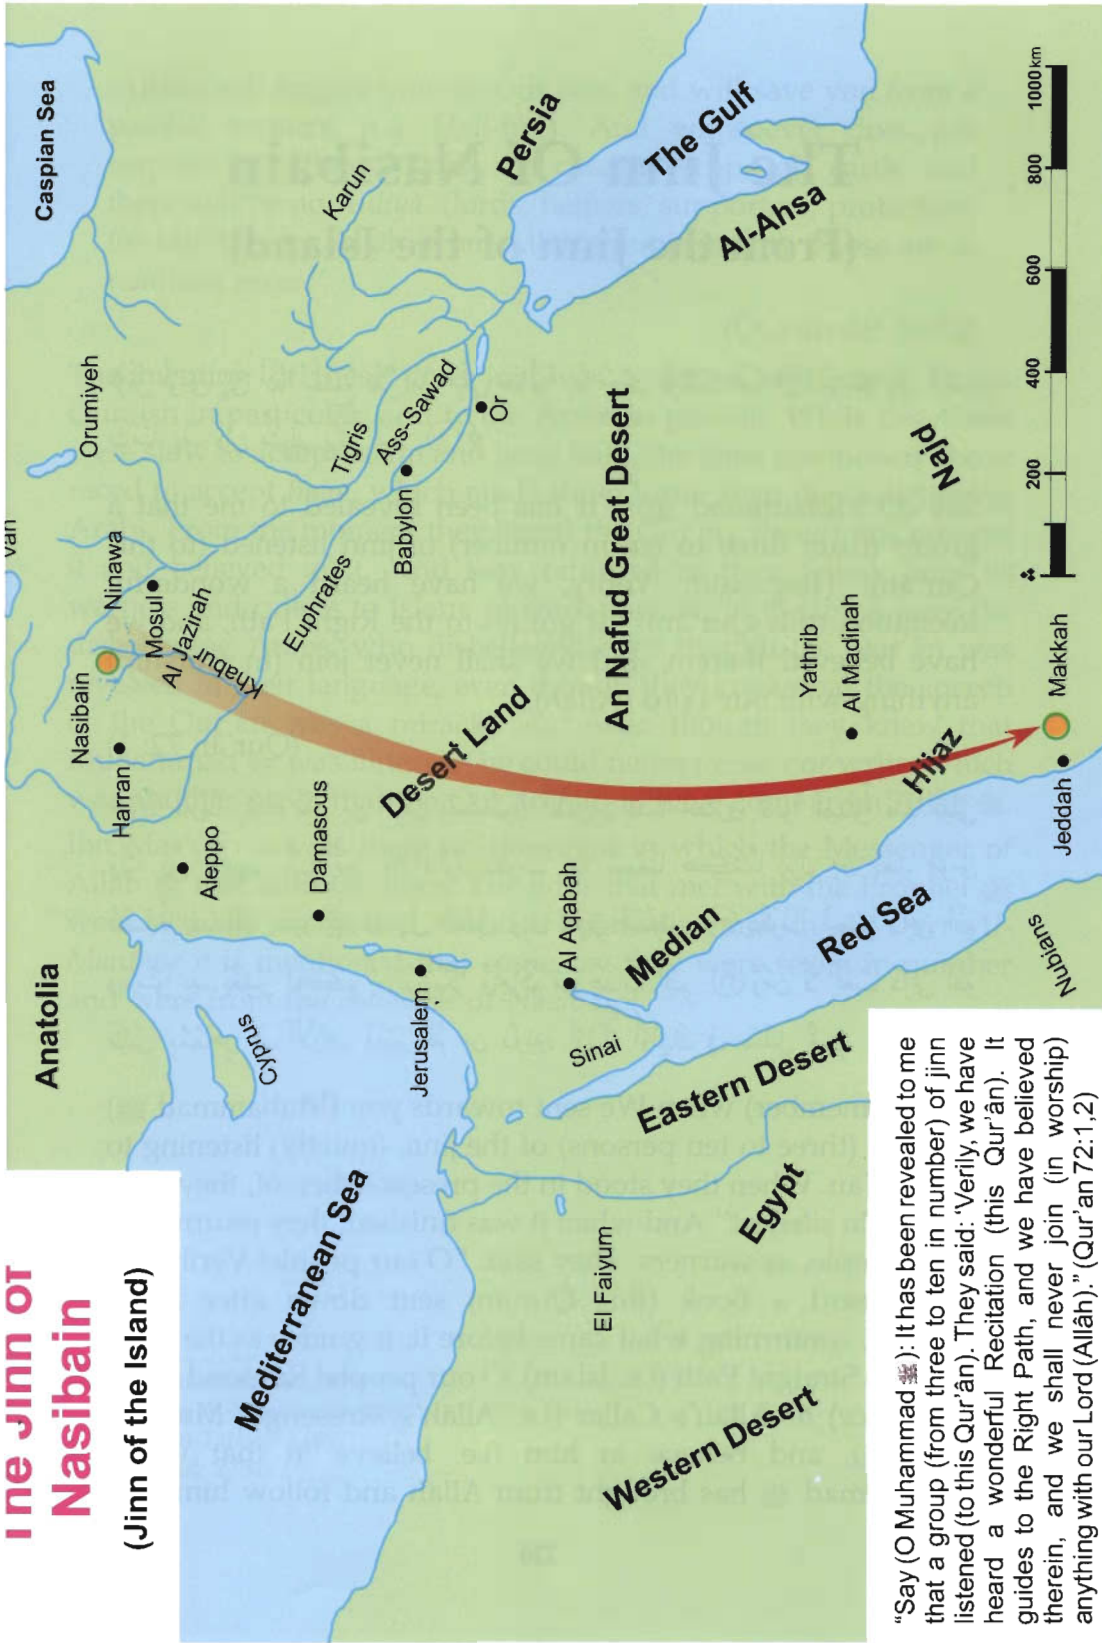 The Jinn of
Nasibain
(Jinn of the Island)
Anatolia
Van
Caspian Sea
Orumiyeh
Nasibain
Ninawa
Harran
Mosul
Al Jazirah
Khabur
Aleppo
Cyprus
Mediterranean Sea
Damascus
Euphrates
Tigris
Karun
Ass-Sawad
Babylon
Or
Persia
Desert Land
Jerusalem
The Gulf
Al-Ahsa
An Nafud Great Desert
Al Aqabah
Sinai
Median
El Faiyum
Eastern Desert
Egypt
Western Desert
Yathrib
Al Madinah
Najd
Hijaz
Red Sea
Nubians
Jeddah
Makkah
200
400
600
800
1000 km
“Say (O Muhammad ﷺ): It has been revealed to me
that a group (from three to ten in number) of jinn
listened (to this Qur’ân). They said: ‘Verily, we have
heard a wonderful Recitation (this Qur’ân). It
guides to the Right Path, and we have believed
therein, and we shall never join (in worship)
anything with our Lord (Allâh).” (Qur’an 72:1,2)